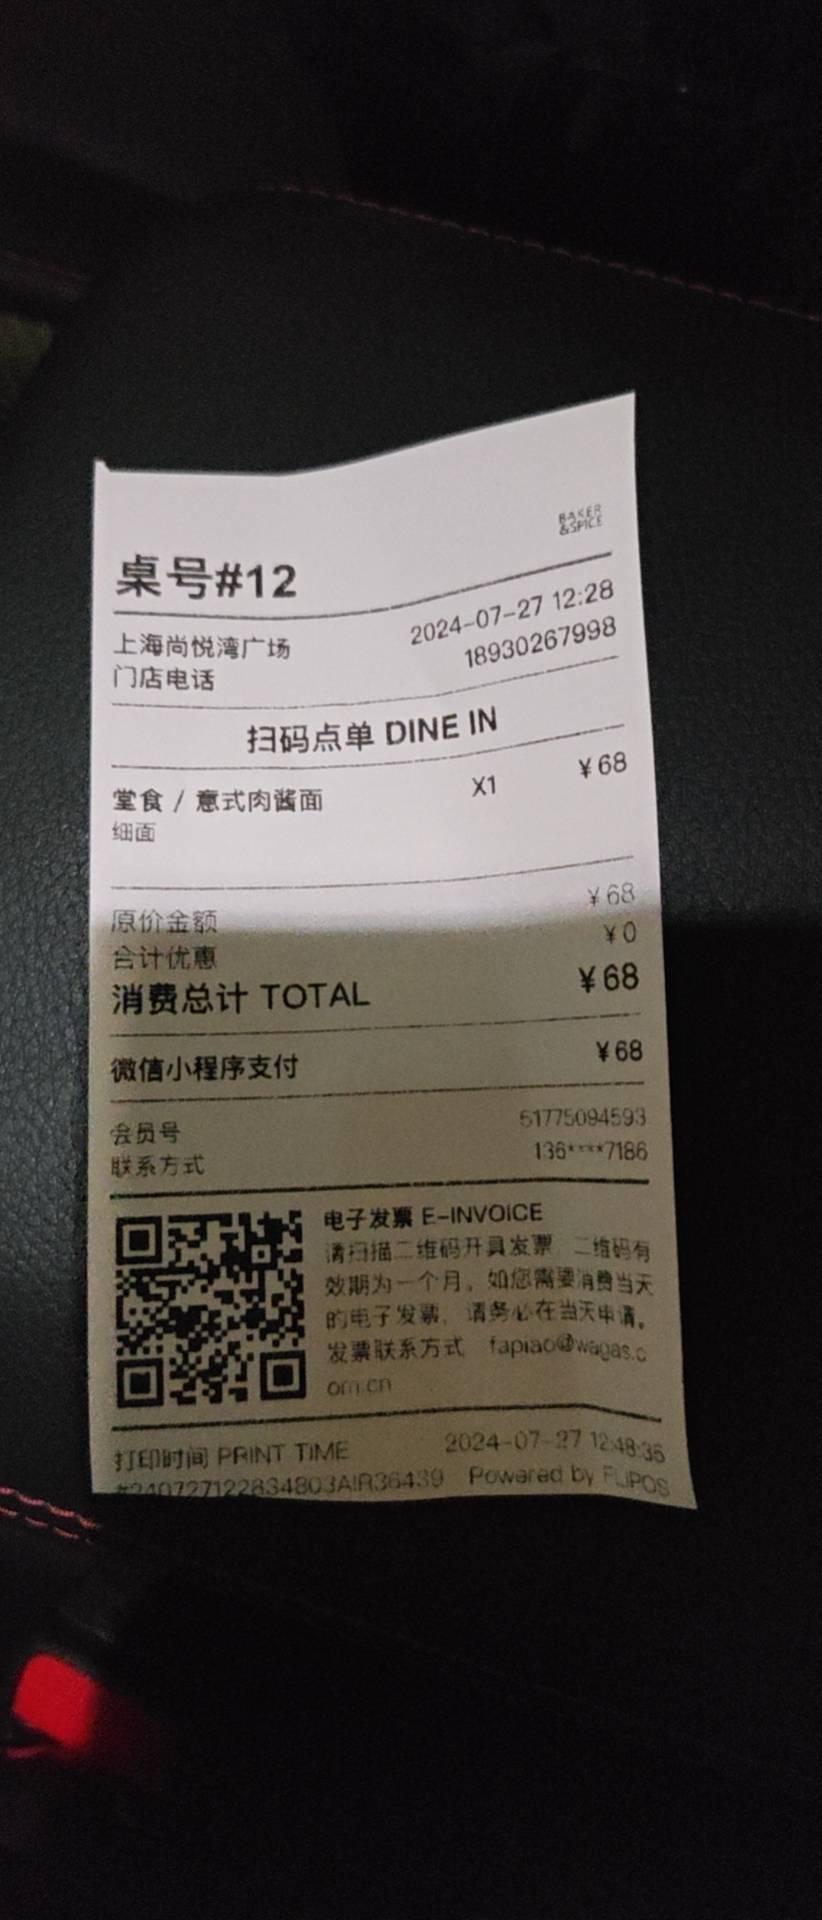 BAKER
&SPICE
桌号#12
上海尚悦湾广场 2024-07-27 12:28
门店电话 18930267998
扫码点单 DINE IN
堂食 / 意式肉酱面 X1 ¥68
细面
原价金额 ¥68
合计优惠 ¥0
消费总计 TOTAL ¥68
微信小程序支付 ¥68
会员号 51775094593
联系方式 136****7186
电子发票 E-INVOICE
请扫描二维码开具发票 二维码有
效期为一个月。如您需要消费当天
的电子发票, 请务必在当天申请。
发票联系方式 fapiao@wagas.c
om.cn
打印时间 PRINT TIME 2024-07-27 12:48:36
#240727122834803AIR36439 Powered by FLIPOS